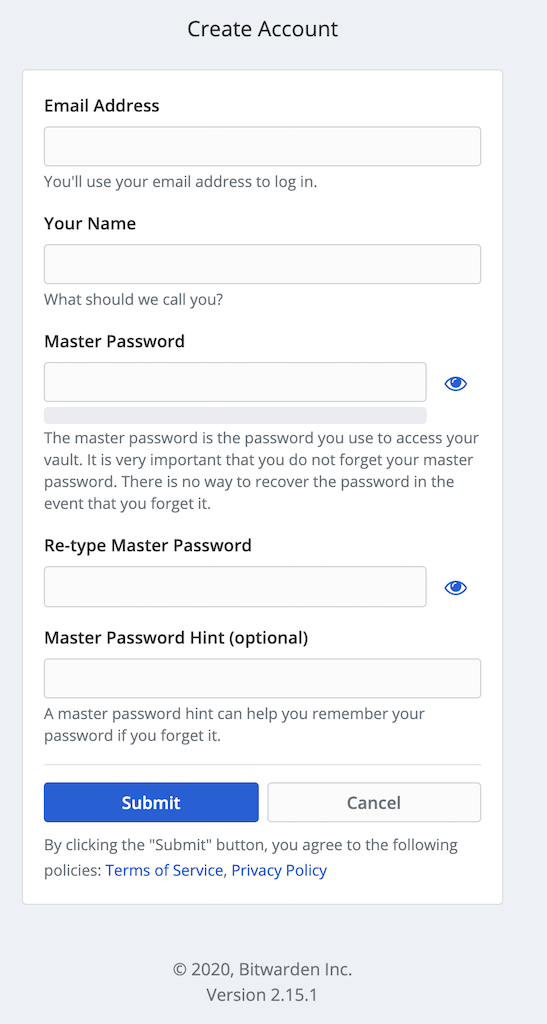 Create Account
Email Address
You'll use your email address to log in.
Your Name
What should we call you?
Master Password
The master password is the password you use to access your
vault. It is very important that you do not forget your master
password. There is no way to recover the password in the
event that you forget it.
Re-type Master Password
Master Password Hint (optional)
A master password hint can help you remember your
password if you forget it.
Submit Cancel
By clicking the "Submit" button, you agree to the following
policies: Terms of Service, Privacy Policy
© 2020, Bitwarden Inc.
Version 2.15.1